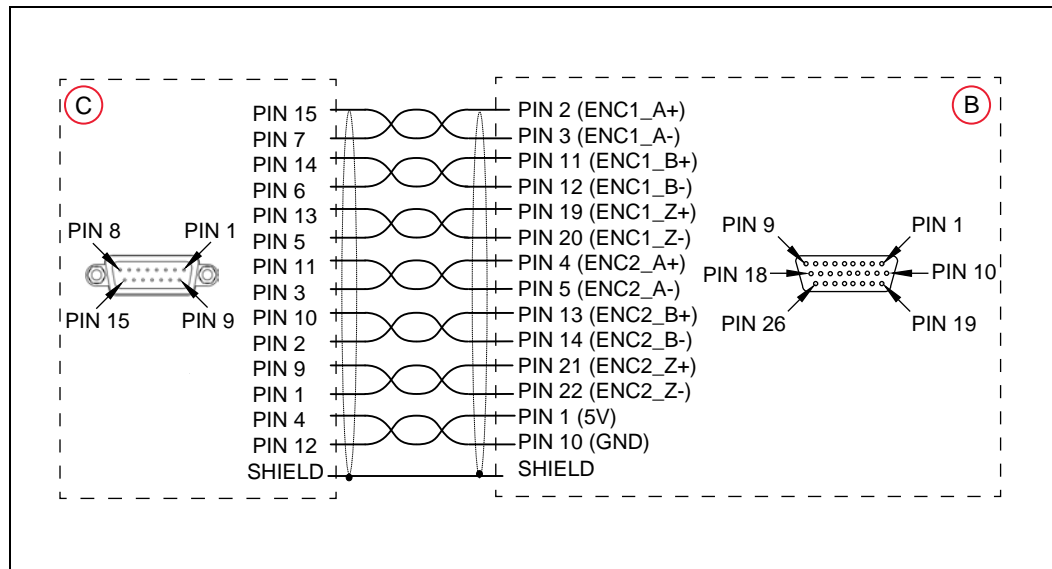 C
B
PIN 15
PIN 2 (ENC1_A+)
PIN 7
PIN 3 (ENC1_A-)
PIN 14
PIN 11 (ENC1_B+)
PIN 6
PIN 12 (ENC1_B-)
PIN 13
PIN 19 (ENC1_Z+)
PIN 5
PIN 20 (ENC1_Z-)
PIN 11
PIN 4 (ENC2_A+)
PIN 3
PIN 5 (ENC2_A-)
PIN 10
PIN 13 (ENC2_B+)
PIN 2
PIN 14 (ENC2_B-)
PIN 9
PIN 21 (ENC2_Z+)
PIN 1
PIN 22 (ENC2_Z-)
PIN 4
PIN 1 (5V)
PIN 12
PIN 10 (GND)
SHIELD
SHIELD
PIN 8
PIN 1
PIN 15
PIN 9
PIN 9
PIN 1
PIN 18
PIN 10
PIN 26
PIN 19